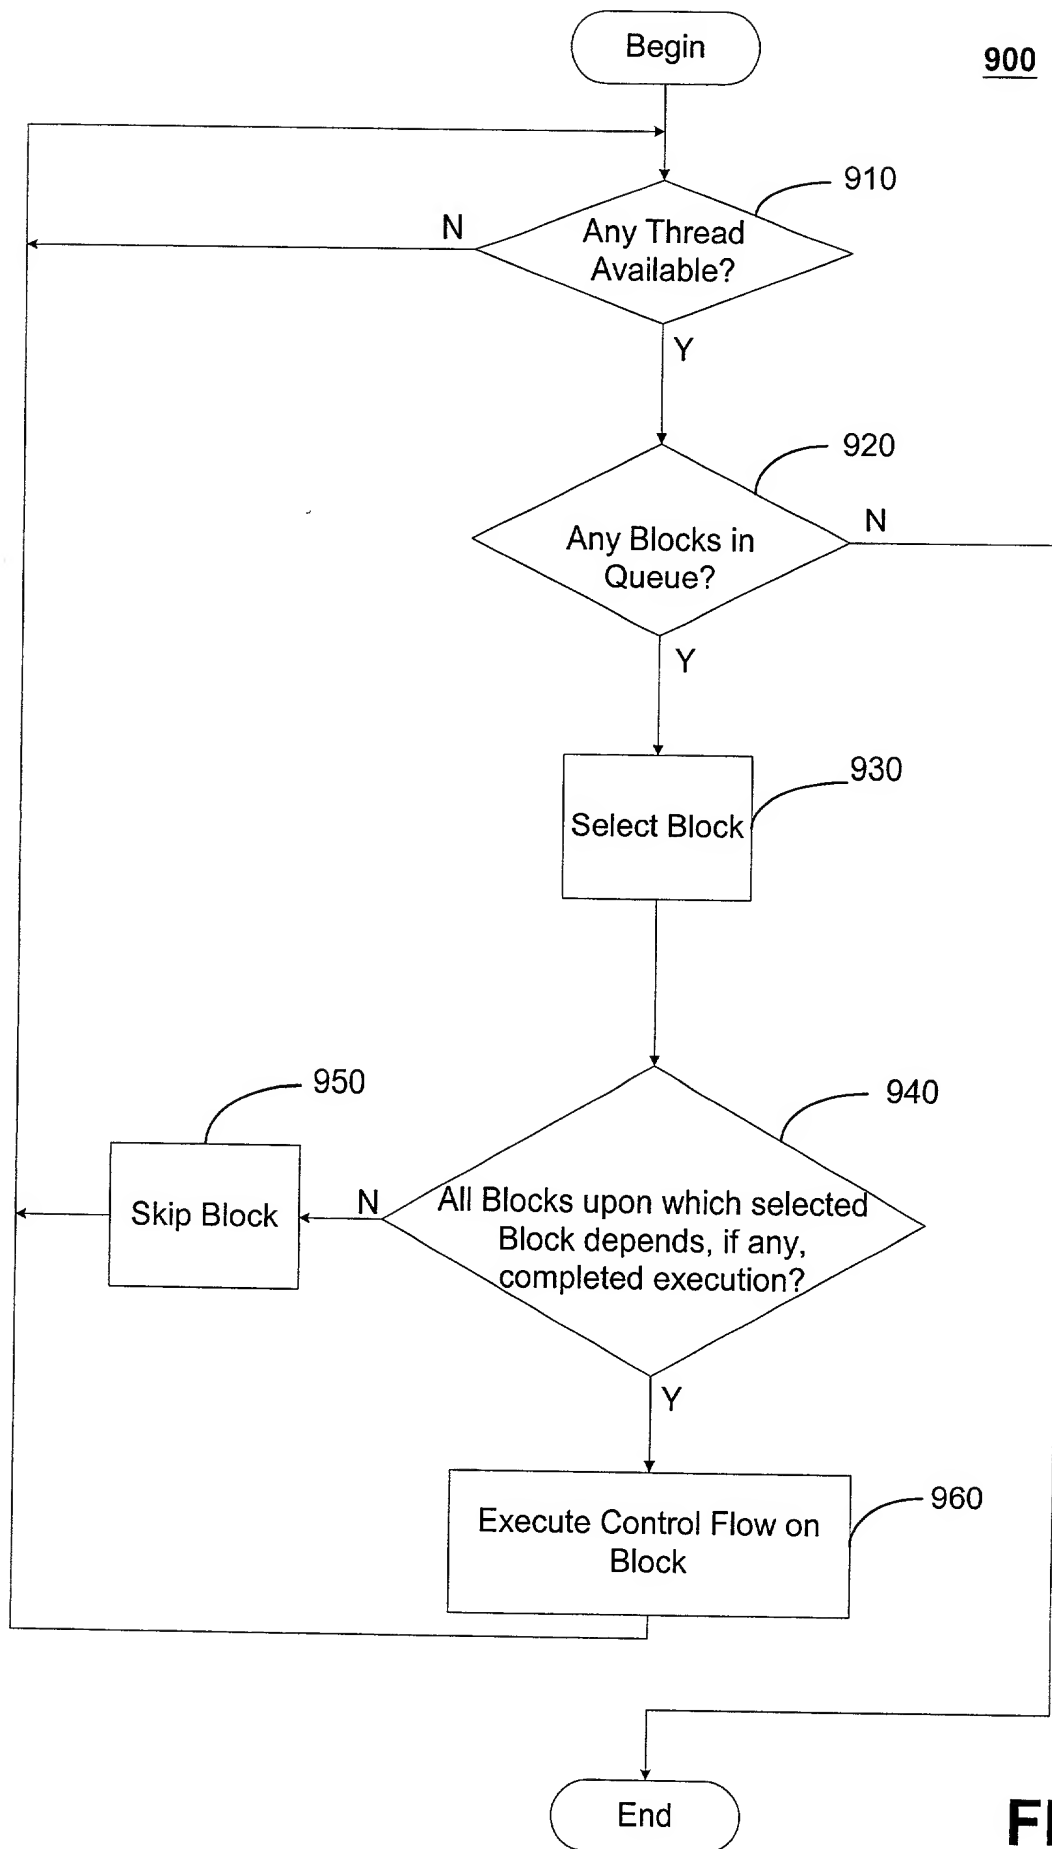 Begin
900
910
N
Any Thread
Available?
Y
920
N
Any Blocks in
Queue?
Y
930
Select Block
950
940
Skip Block
N
All Blocks upon which selected
Block depends, if any,
completed execution?
Y
960
Execute Control Flow on
Block
End